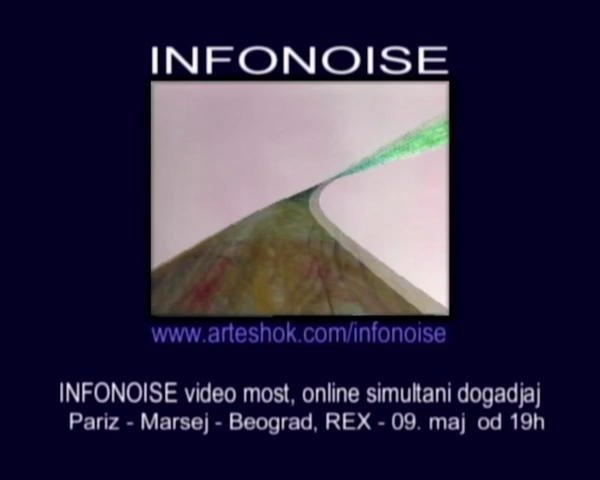 INFONOISE
www.arteshok.com/infonoise
INFONOISE video most, online simultani dogadjaj
Pariz - Marsej - Beograd, REX - 09. maj od 19h